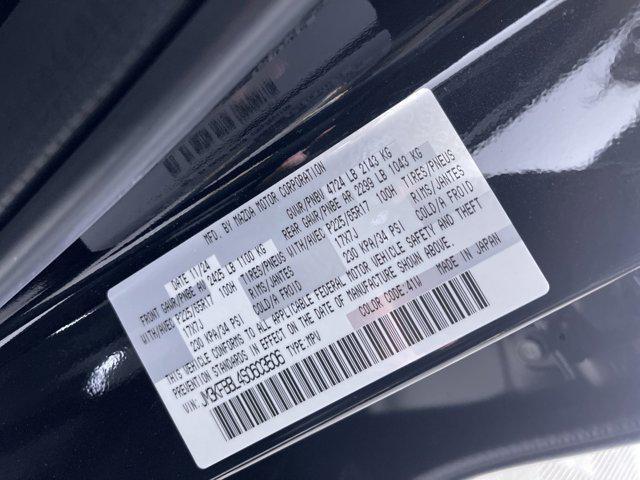 MFD. BY MAZDA MOTOR CORPORATION
DATE 11/24 GVWR/PNBV 4724 LB 2143 KG
FRONT GAWR/PNBE AV 2425 LB 1100 KG REAR GAWR/PNBE AR 2299 LB 1043 KG
WITH/AVEC P225/65R17 100H TIRES/PNEUS WITH/AVEC P225/65R17 100H TIRES/PNEUS
17X7J RIMS/JANTES 17X7J RIMS/JANTES
230 KPA(34 PSI) COLD/A FROID 230 KPA(34 PSI) COLD/A FROID
THIS VEHICLE CONFORMS TO ALL APPLICABLE FEDERAL MOTOR VEHICLE SAFETY AND THEFT
PREVENTION STANDARDS IN EFFECT ON THE DATE OF MANUFACTURE SHOWN ABOVE.
VIN: TYPE:MPV COLOR CODE:41W MADE IN JAPAN